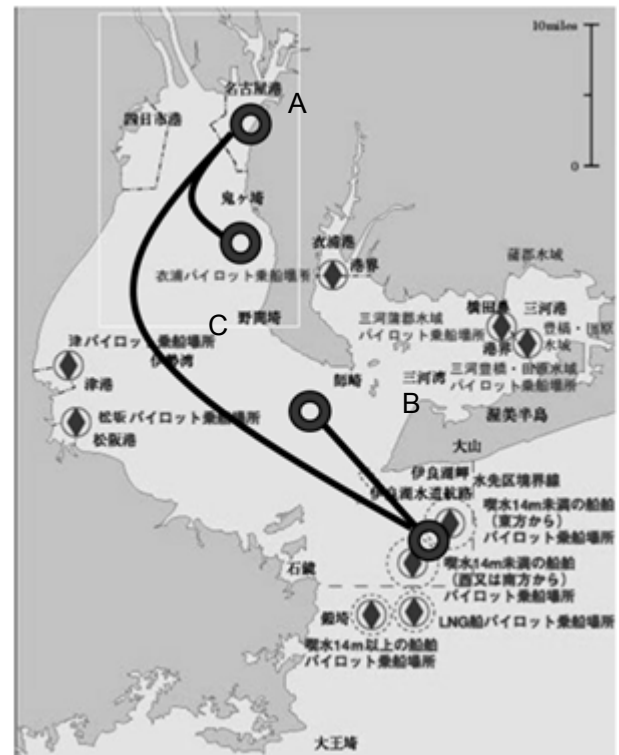 10miles
0
名古屋港
A
四日市港
鬼ヶ埼
衣浦港
港界
衣浦パイロット乗船場所
蒲郡水域
三河港
豊橋・田原
水域
港界
三河蒲郡水域
パイロット乗船場所
三河豊橋・田原水域
パイロット乗船場所
野間埼
C
津パイロット乗船場所
伊勢湾
津港
師崎
三河湾
B
渥美半島
松坂パイロット乗船場所
松阪港
大山
伊良湖岬
水先区境界線
伊良湖水道航路
喫水14m未満の船舶
(東方から)
パイロット乗船場所
喫水14m未満の船舶
(西又は南方から)
パイロット乗船場所
石鏡
鎧埼
LNG船パイロット乗船場所
喫水14m以上の船舶
パイロット乗船場所
大王埼